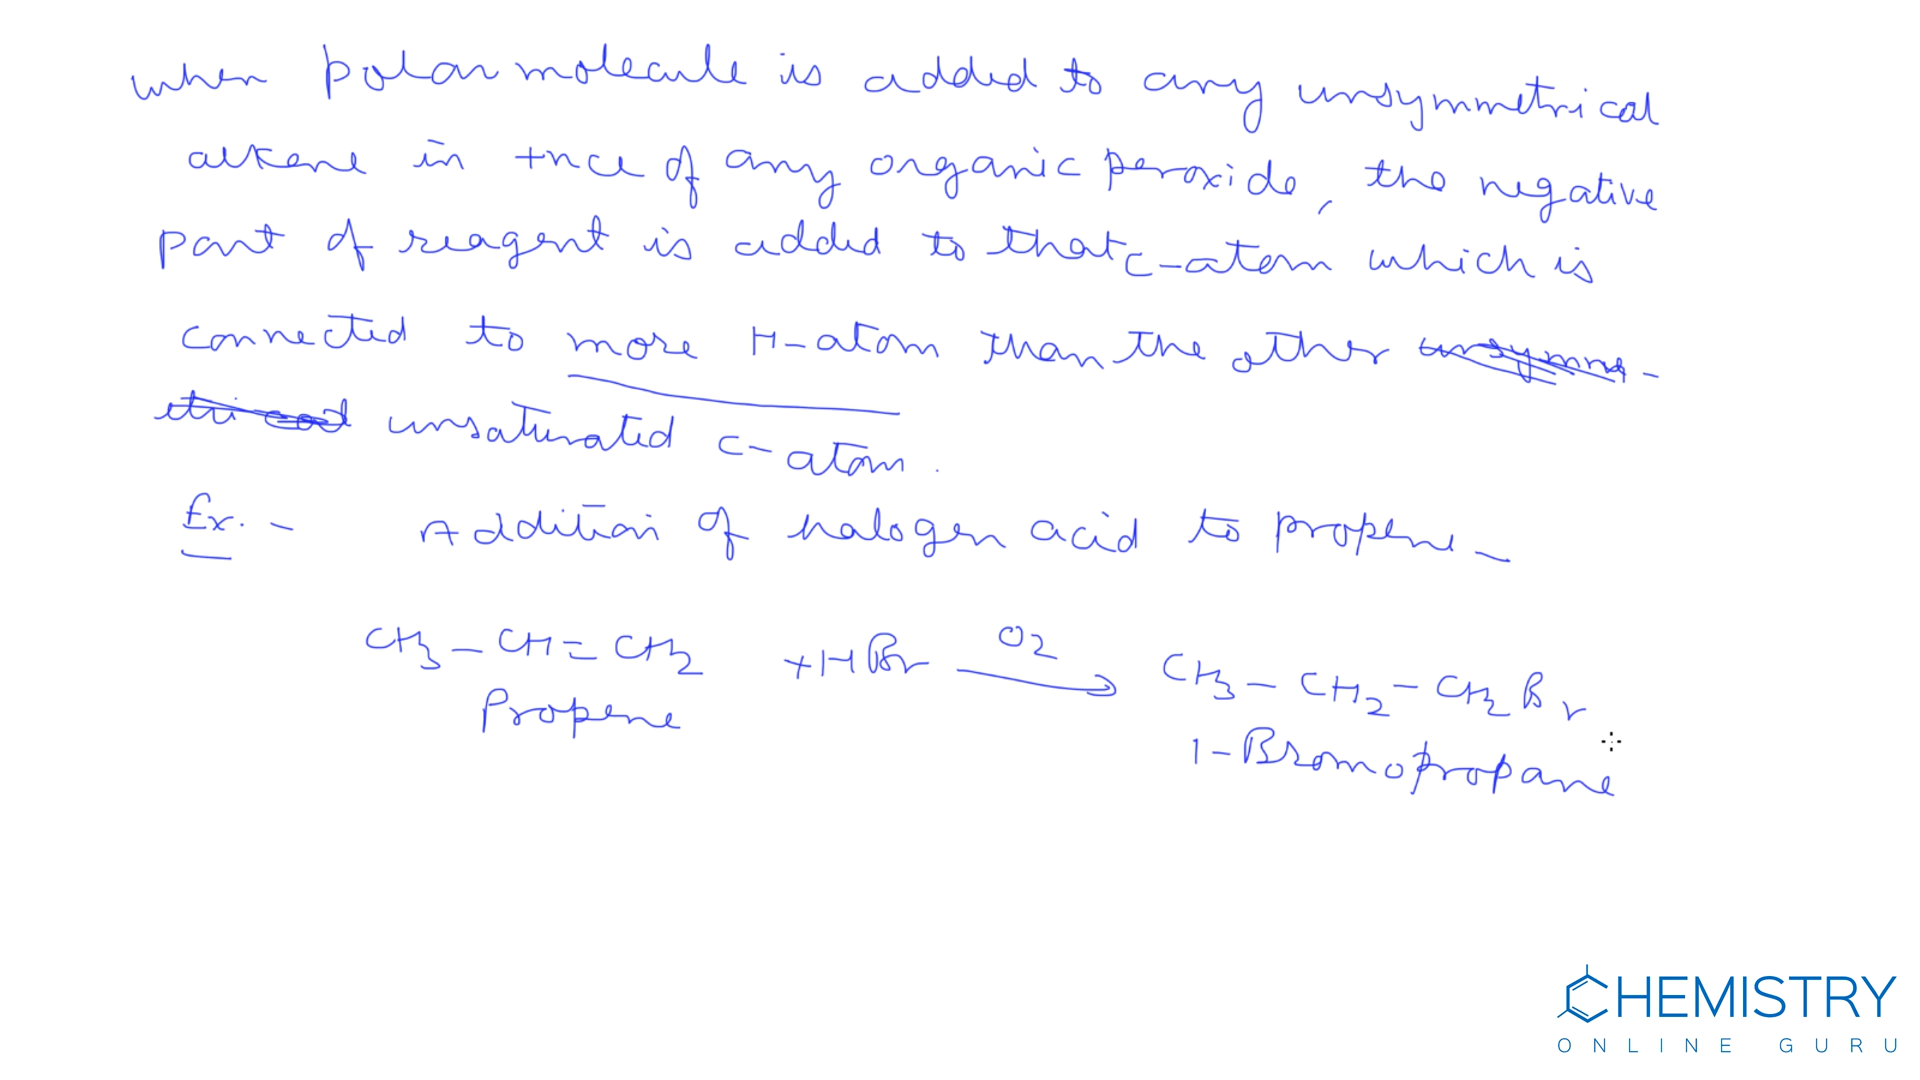 when polar molecule is added to any unsymmetrical
alkene in +nce of any organic peroxide, the negative
part of reagent is added to that C-atom which is
connected to more H-atom than the other unsymme-
trical unsaturated C-atom.
Ex. - Addition of halogen acid to propene -
CH3 - CH = CH2 + HBr O2 CH3 - CH2 - CH2 Br
Propene 1-Bromopropane
CHEMISTRY
ONLINE GURU